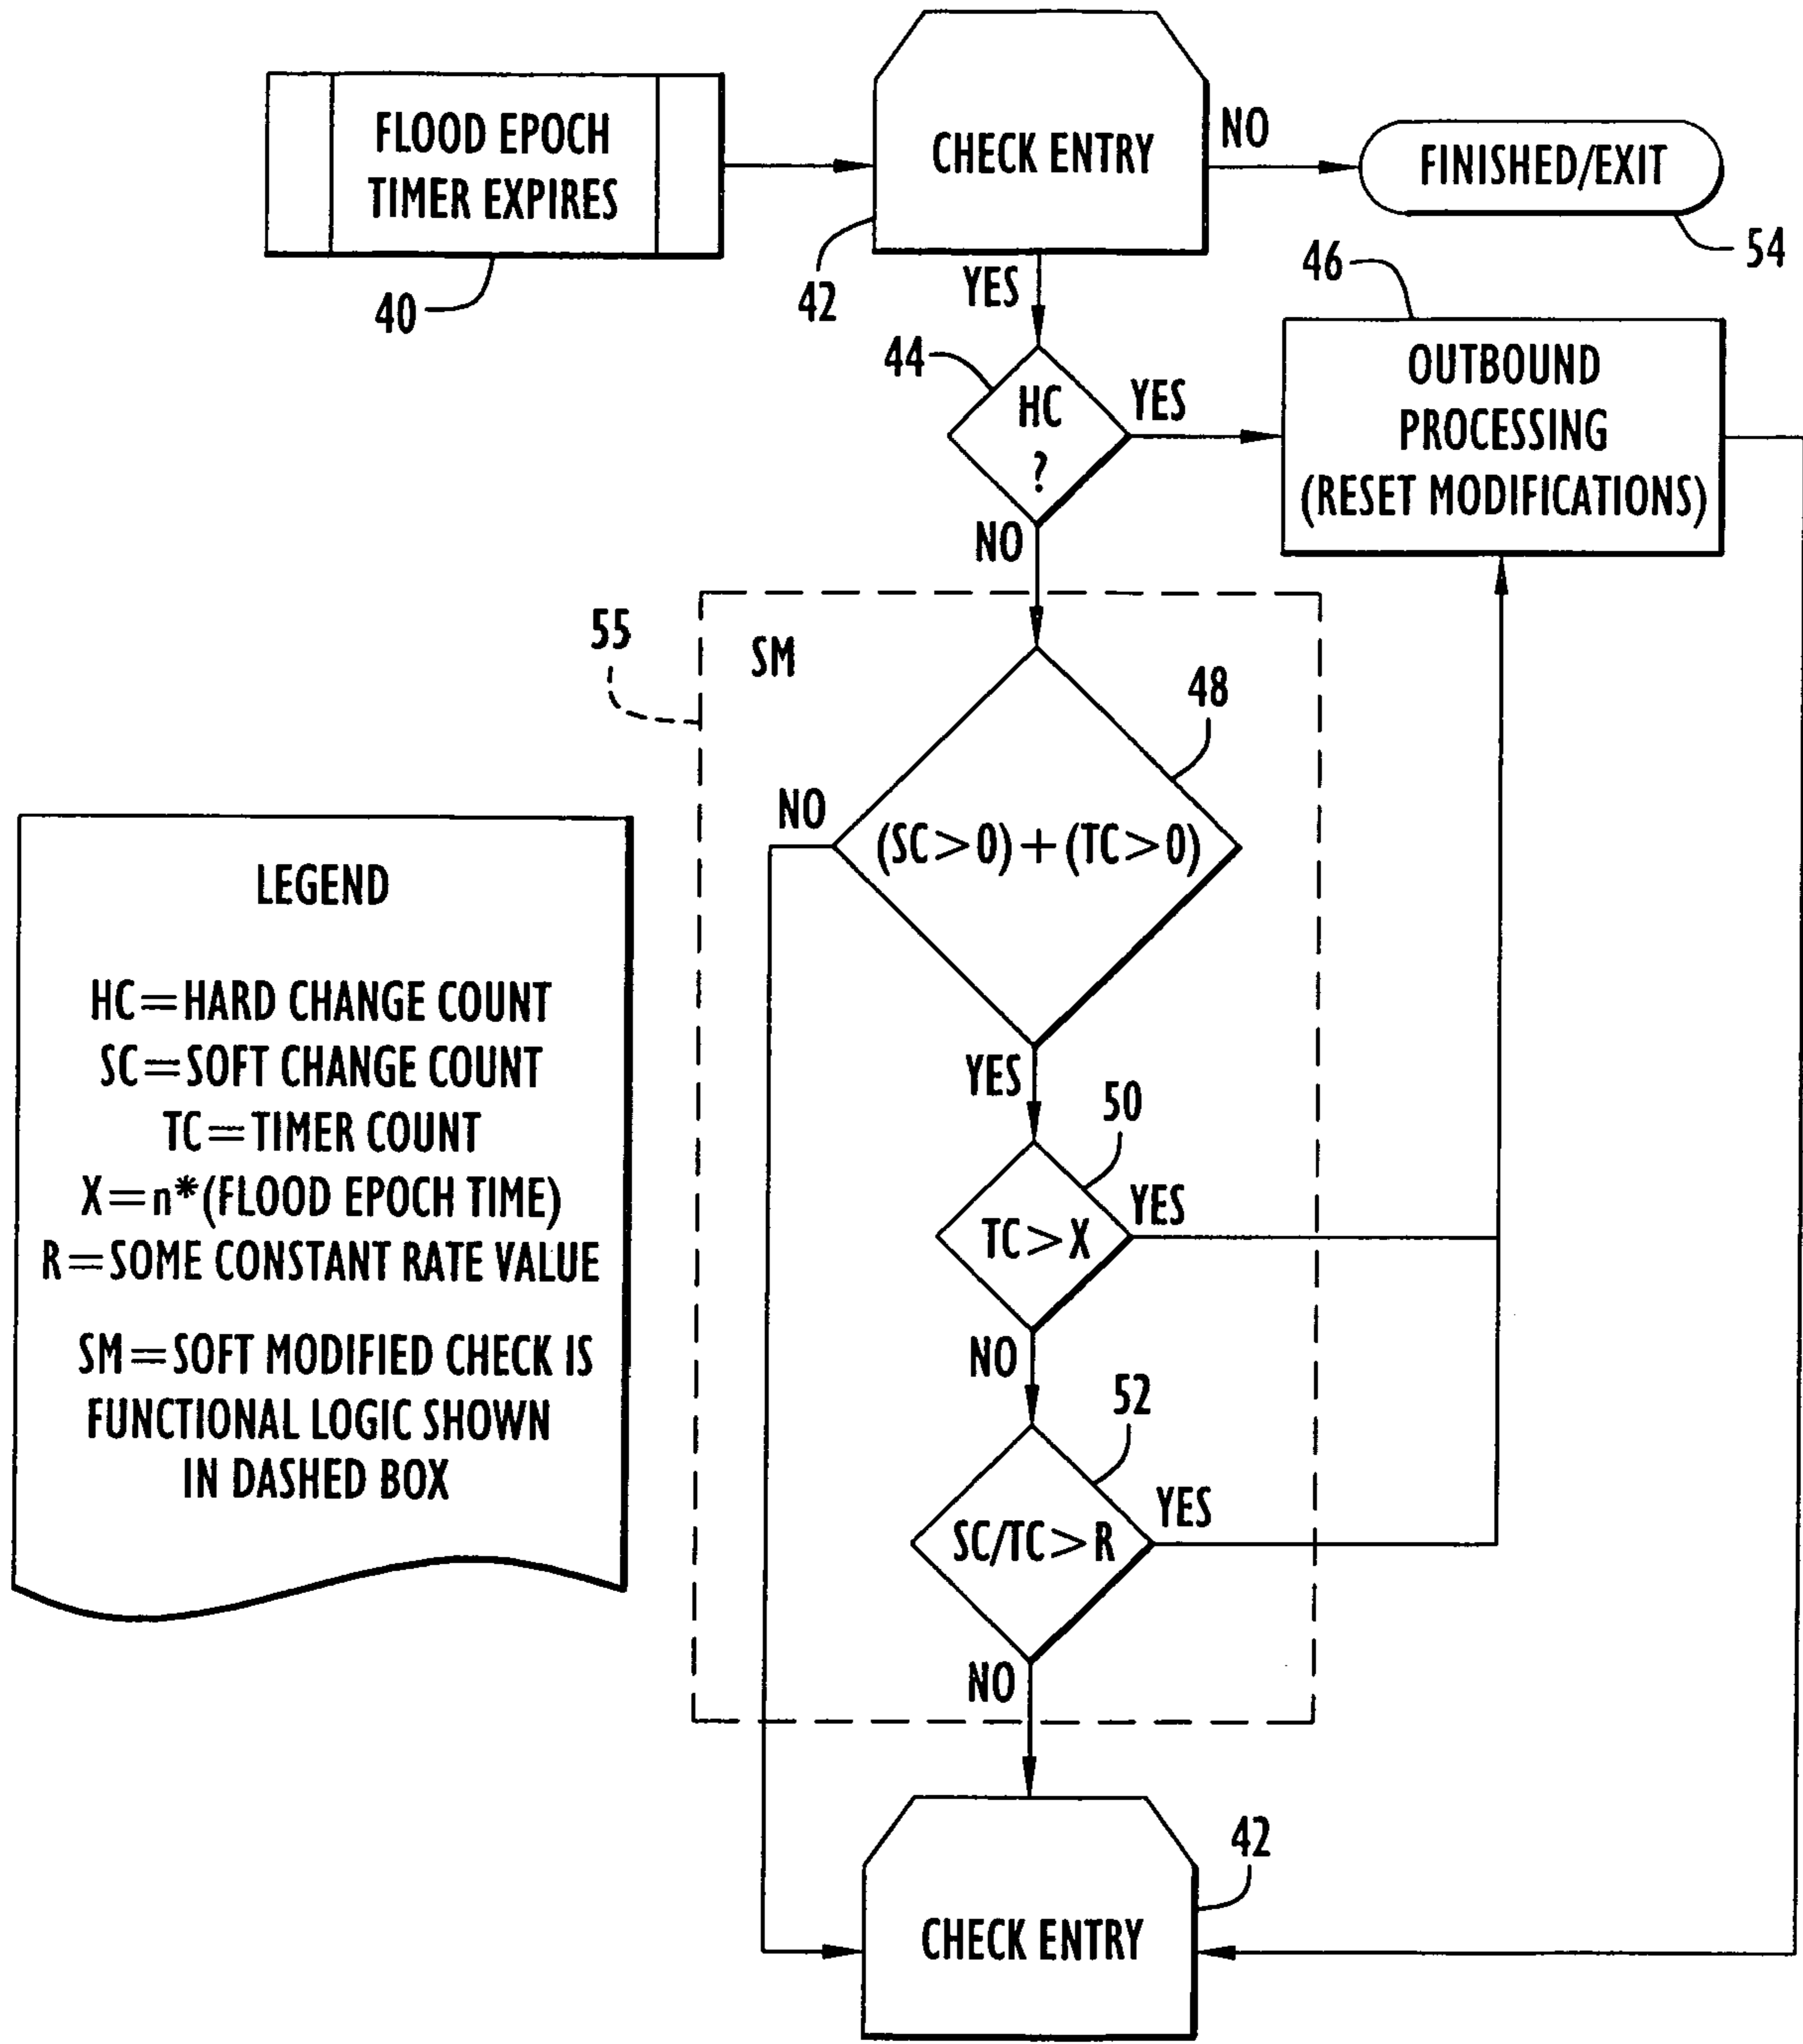 FLOOD EPOCH
TIMER EXPIRES
40
CHECK ENTRY
42
NO
FINISHED/EXIT
54
YES
44
HC
?
YES
46
OUTBOUND
PROCESSING
(RESET MODIFICATIONS)
NO
55
SM
48
(SC>0)+(TC>0)
NO
YES
50
TC>X
YES
NO
52
SC/TC>R
YES
NO
CHECK ENTRY
42
LEGEND
HC=HARD CHANGE COUNT
SC=SOFT CHANGE COUNT
TC=TIMER COUNT
X=n*(FLOOD EPOCH TIME)
R=SOME CONSTANT RATE VALUE
SM=SOFT MODIFIED CHECK IS
FUNCTIONAL LOGIC SHOWN
IN DASHED BOX